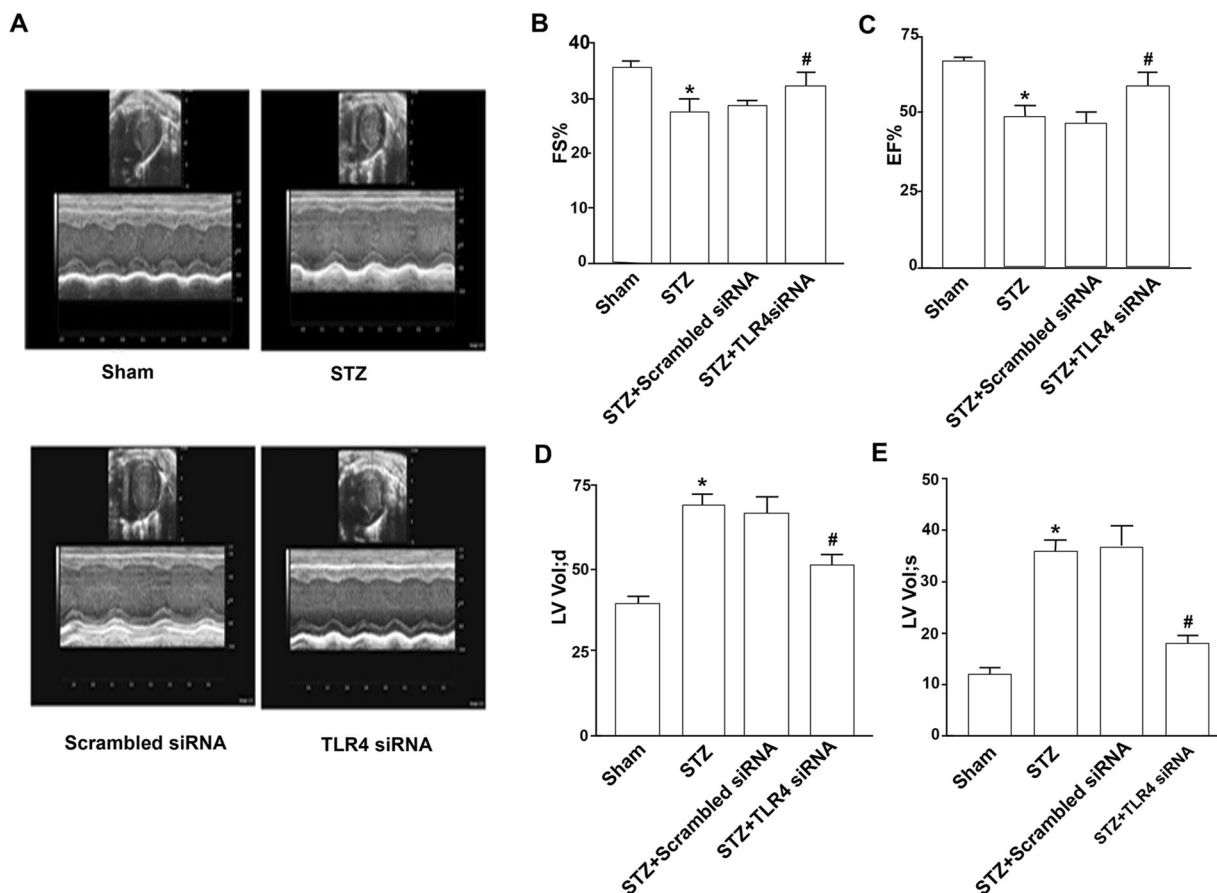 A
Sham
STZ
Scrambled siRNA
TLR4 siRNA
B
FS%
40
30
20
10
0
*
#
Sham
STZ
STZ+Scrambled siRNA
STZ+TLR4siRNA
C
EF%
75
50
25
0
*
#
Sham
STZ
STZ+Scrambled siRNA
STZ+TLR4 siRNA
D
LV Vol;d
75
50
25
0
*
#
Sham
STZ
STZ+Scrambled siRNA
STZ+TLR4 siRNA
E
LV Vol;s
50
40
30
20
10
0
*
#
Sham
STZ
STZ+Scrambled siRNA
STZ+TLR4 siRNA